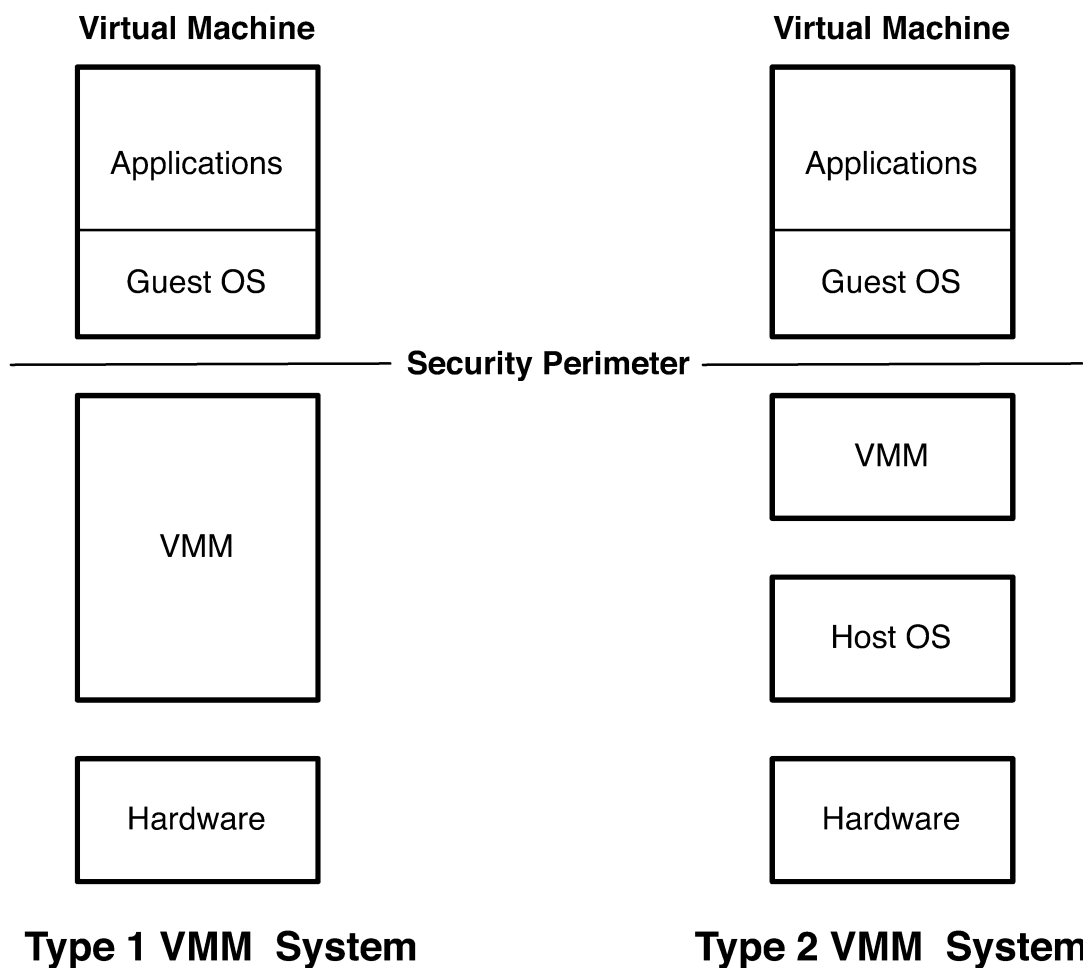 Virtual Machine
Virtual Machine
Applications
Applications
Guest OS
Guest OS
Security Perimeter
VMM
VMM
Host OS
Hardware
Hardware
Type 1 VMM  System
Type 2 VMM  System